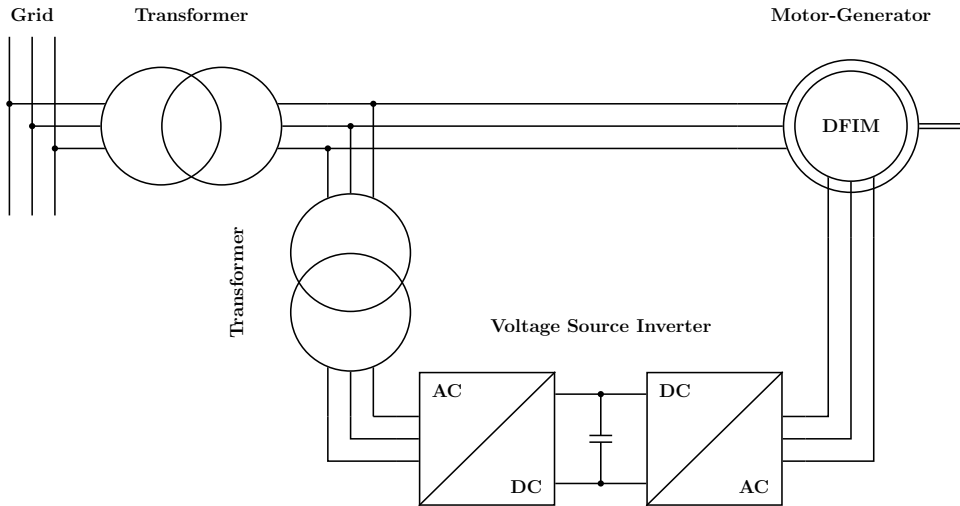 Grid
Transformer
Motor-Generator
DFIM
Transformer
Voltage Source Inverter
AC
DC
DC
AC